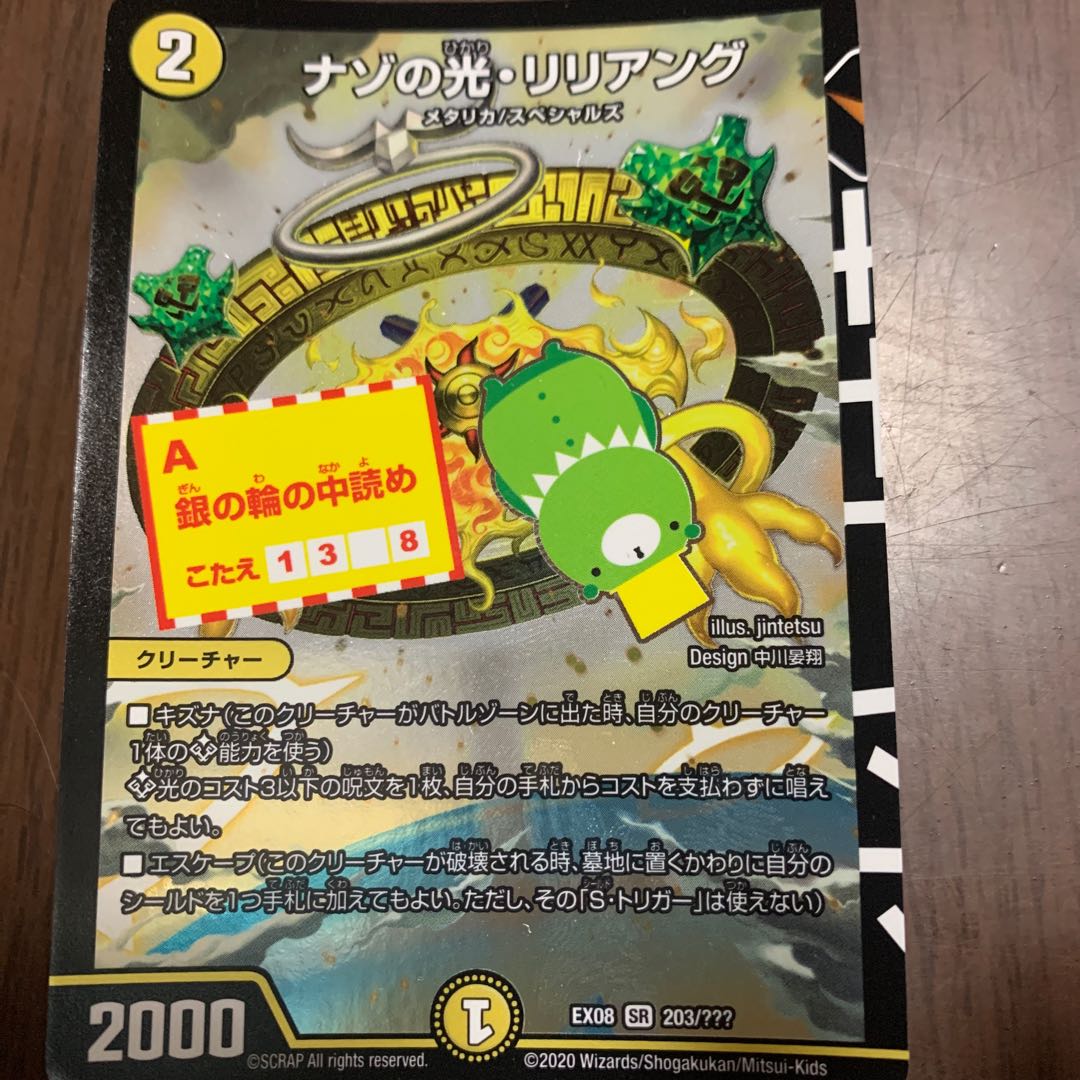 2
ナゾの光・リリアング
ひかり
メタリカ/スペシャルズ
A
銀の輪の中読め
ぎん わ なか よ
こたえ 1 3 8
illus. jintetsu
Design 中川晏翔
クリーチャー
■キズナ(このクリーチャーがバトルゾーンに出た時、自分のクリーチャー
1体の能力を使う)
光のコスト3以下の呪文を1枚、自分の手札からコストを支払わずに唱え
てもよい。
■エスケープ(このクリーチャーが破壊される時、墓地に置くかわりに自分の
シールドを1つ手札に加えてもよい。ただし、その「S・トリガー」は使えない)
2000
1
EX08 SR 203/???
©SCRAP All rights reserved.
©2020 Wizards/Shogakukan/Mitsui-Kids